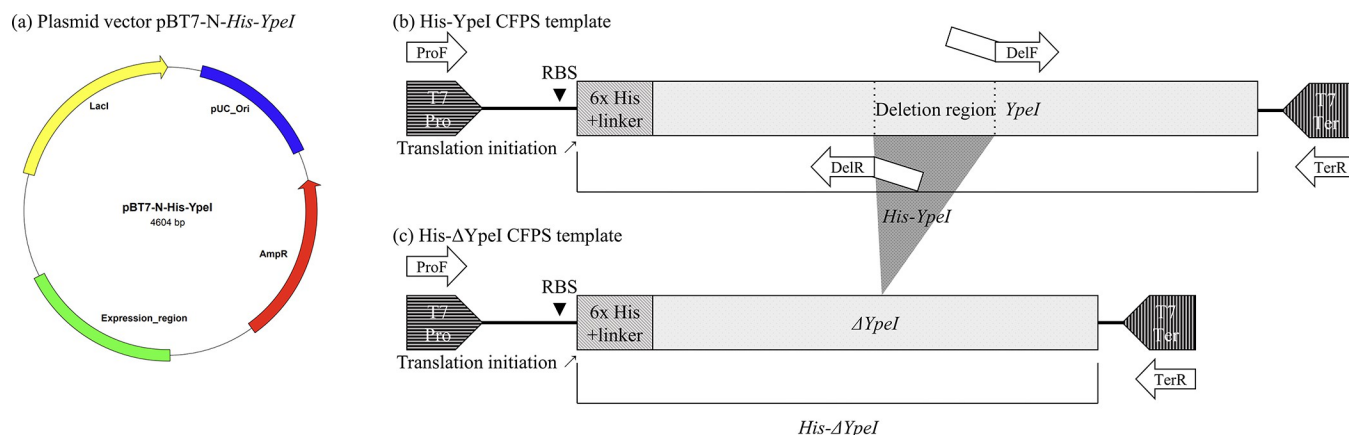 (a) Plasmid vector pBT7-N-His-YpeI
LacI
pUC_Ori
pBT7-N-His-YpeI
4604 bp
AmpR
Expression_region
(b) His-YpeI CFPS template
ProF
DelF
RBS
T7
Pro
6x His
+linker
Deletion region
YpeI
T7
Ter
Translation initiation ↗
DelR
TerR
His-YpeI
(c) His-ΔYpeI CFPS template
ProF
RBS
T7
Pro
6x His
+linker
ΔYpeI
T7
Ter
Translation initiation ↗
TerR
His-ΔYpeI